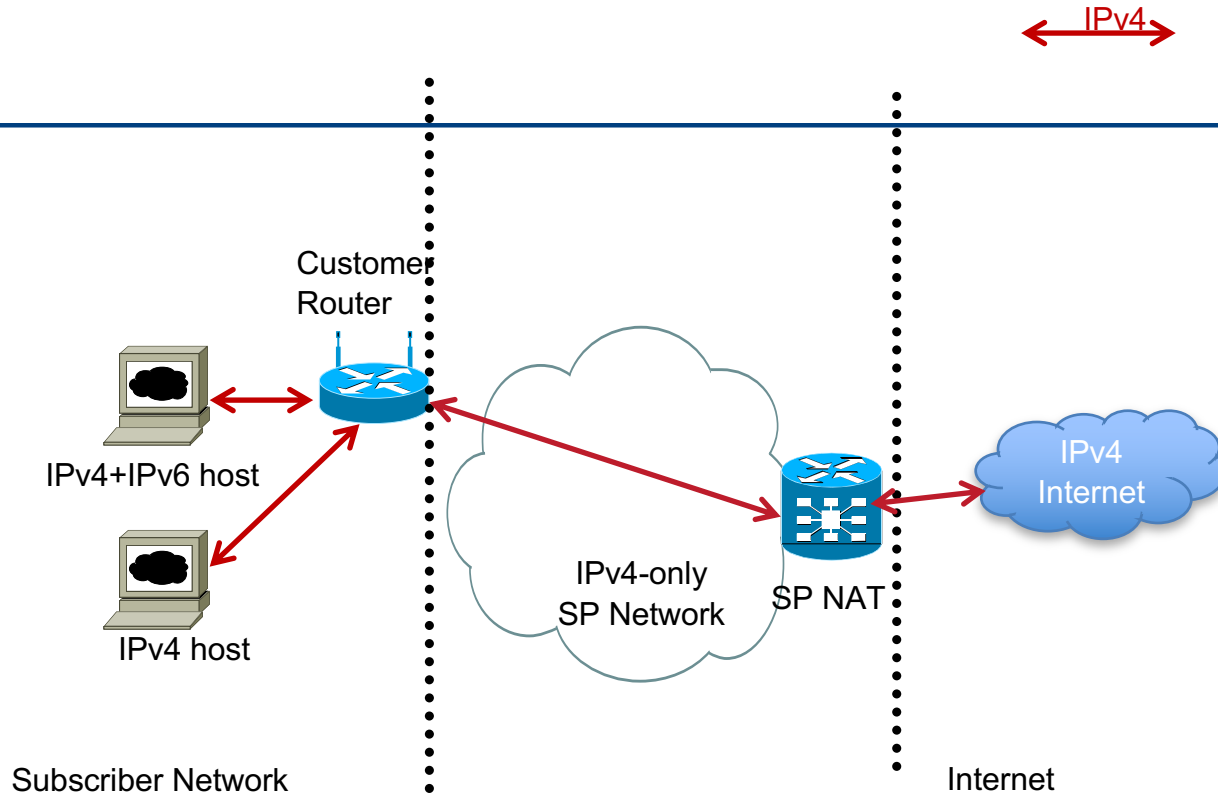 IPv4
Customer
Router
IPv4+IPv6 host
IPv4 host
IPv4-only
SP Network
SP NAT
IPv4
Internet
Subscriber Network
Internet